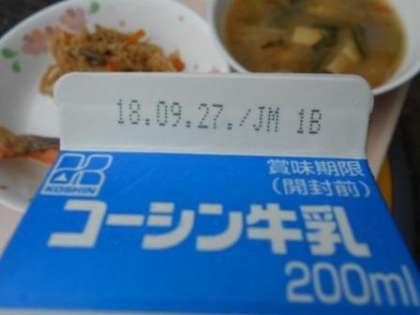 18.09.27./JM 1B
賞味期限
(開封前)
KOSHIN
コーシン牛乳
200ml